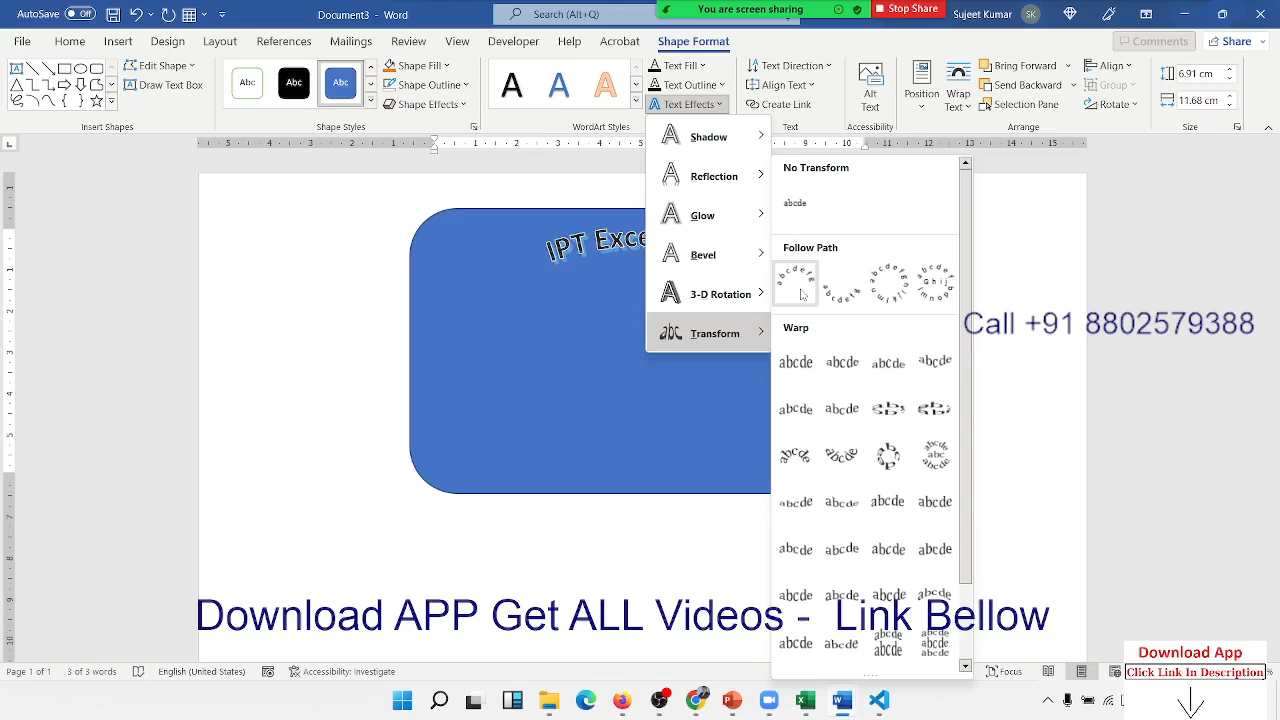 AutoSave Off Document3 - Word Search (Alt+Q) You are screen sharing Stop Share Sujeet Kumar SK
File Home Insert Draw Design Layout References Mailings Review View Developer Help Acrobat Shape Format Comments Share
Edit Shape
Draw Text Box
Insert Shapes
Abc Abc Abc
Shape Fill
Shape Outline
Shape Effects
Shape Styles
A A A
WordArt Styles
Text Fill
Text Outline
Text Effects
Text Direction
Align Text
Create Link
Text
Alt Text
Accessibility
Position
Wrap Text
Bring Forward
Send Backward
Selection Pane
Align
Group
Rotate
Arrange
6.91 cm
11.68 cm
Size
Shadow
Reflection
Glow
Bevel
3-D Rotation
Transform
No Transform
abcde
Follow Path
Warp
abcde abcde abcde abcde
IPT Exce
Call +91 8802579388
Download APP Get ALL Videos - Link Bellow
Download App
Click Link In Description
Page 1 of 1 3 of 3 words English (United States) Accessibility: Investigate Focus